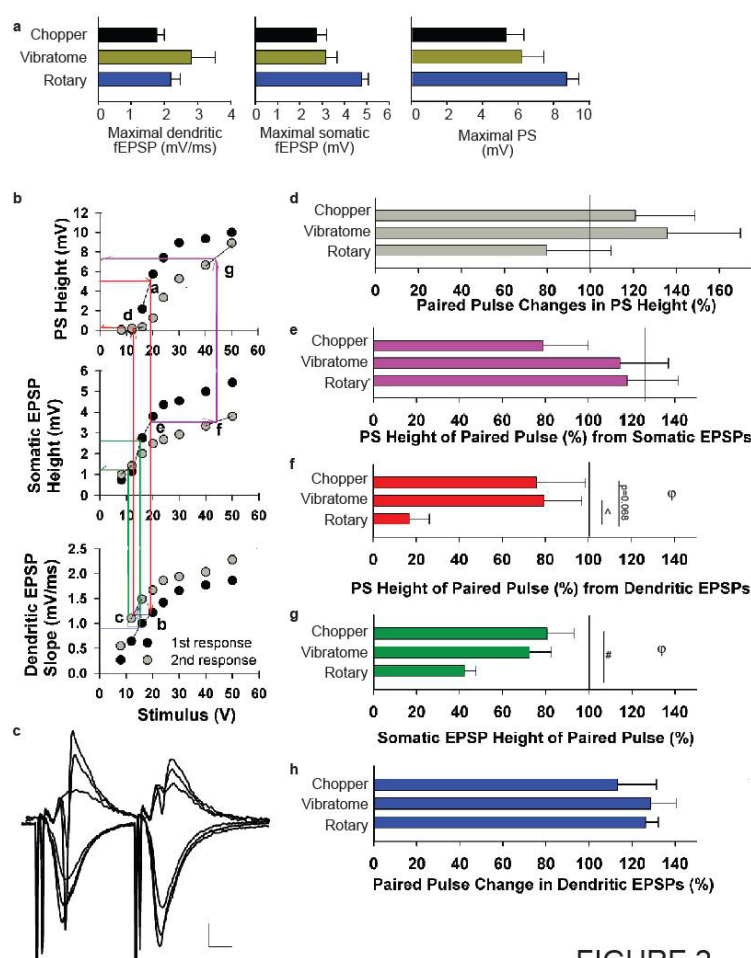 a
Chopper
Vibratome
Rotary
0 1 2 3 4
Maximal dendritic
fEPSP (mV/ms)
0 1 2 3 4 5 6
Maximal somatic
fEPSP (mV)
0 2 4 6 8 10
Maximal PS
(mV)
b
PS Height (mV)
12
10
8
6
4
2
0
a
d
g
0 10 20 30 40 50 60
Somatic EPSP
Height (mV)
6
5
4
3
2
1
0
e
f
0 10 20 30 40 50 60
Dendritic EPSP
Slope (mV/ms)
2.5
2.0
1.5
1.0
0.5
0.0
c
b
1st response
2nd response
0 10 20 30 40 50 60
Stimulus (V)
c
d
Chopper
Vibratome
Rotary
0 20 40 60 80 100 120 140 160
Paired Pulse Changes in PS Height (%)
e
Chopper
Vibratome
Rotary'
0 20 40 60 80 100 120 140
PS Height of Paired Pulse (%) from Somatic EPSPs
f
Chopper
Vibratome
Rotary
^
p=0.068
φ
0 20 40 60 80 100 120 140
PS Height of Paired Pulse (%) from Dendritic EPSPs
g
Chopper
Vibratome
Rotary
#
φ
0 20 40 60 80 100 120 140
Somatic EPSP Height of Paired Pulse (%)
h
Chopper
Vibratome
Rotary
0 20 40 60 80 100 120 140
Paired Pulse Change in Dendritic EPSPs (%)